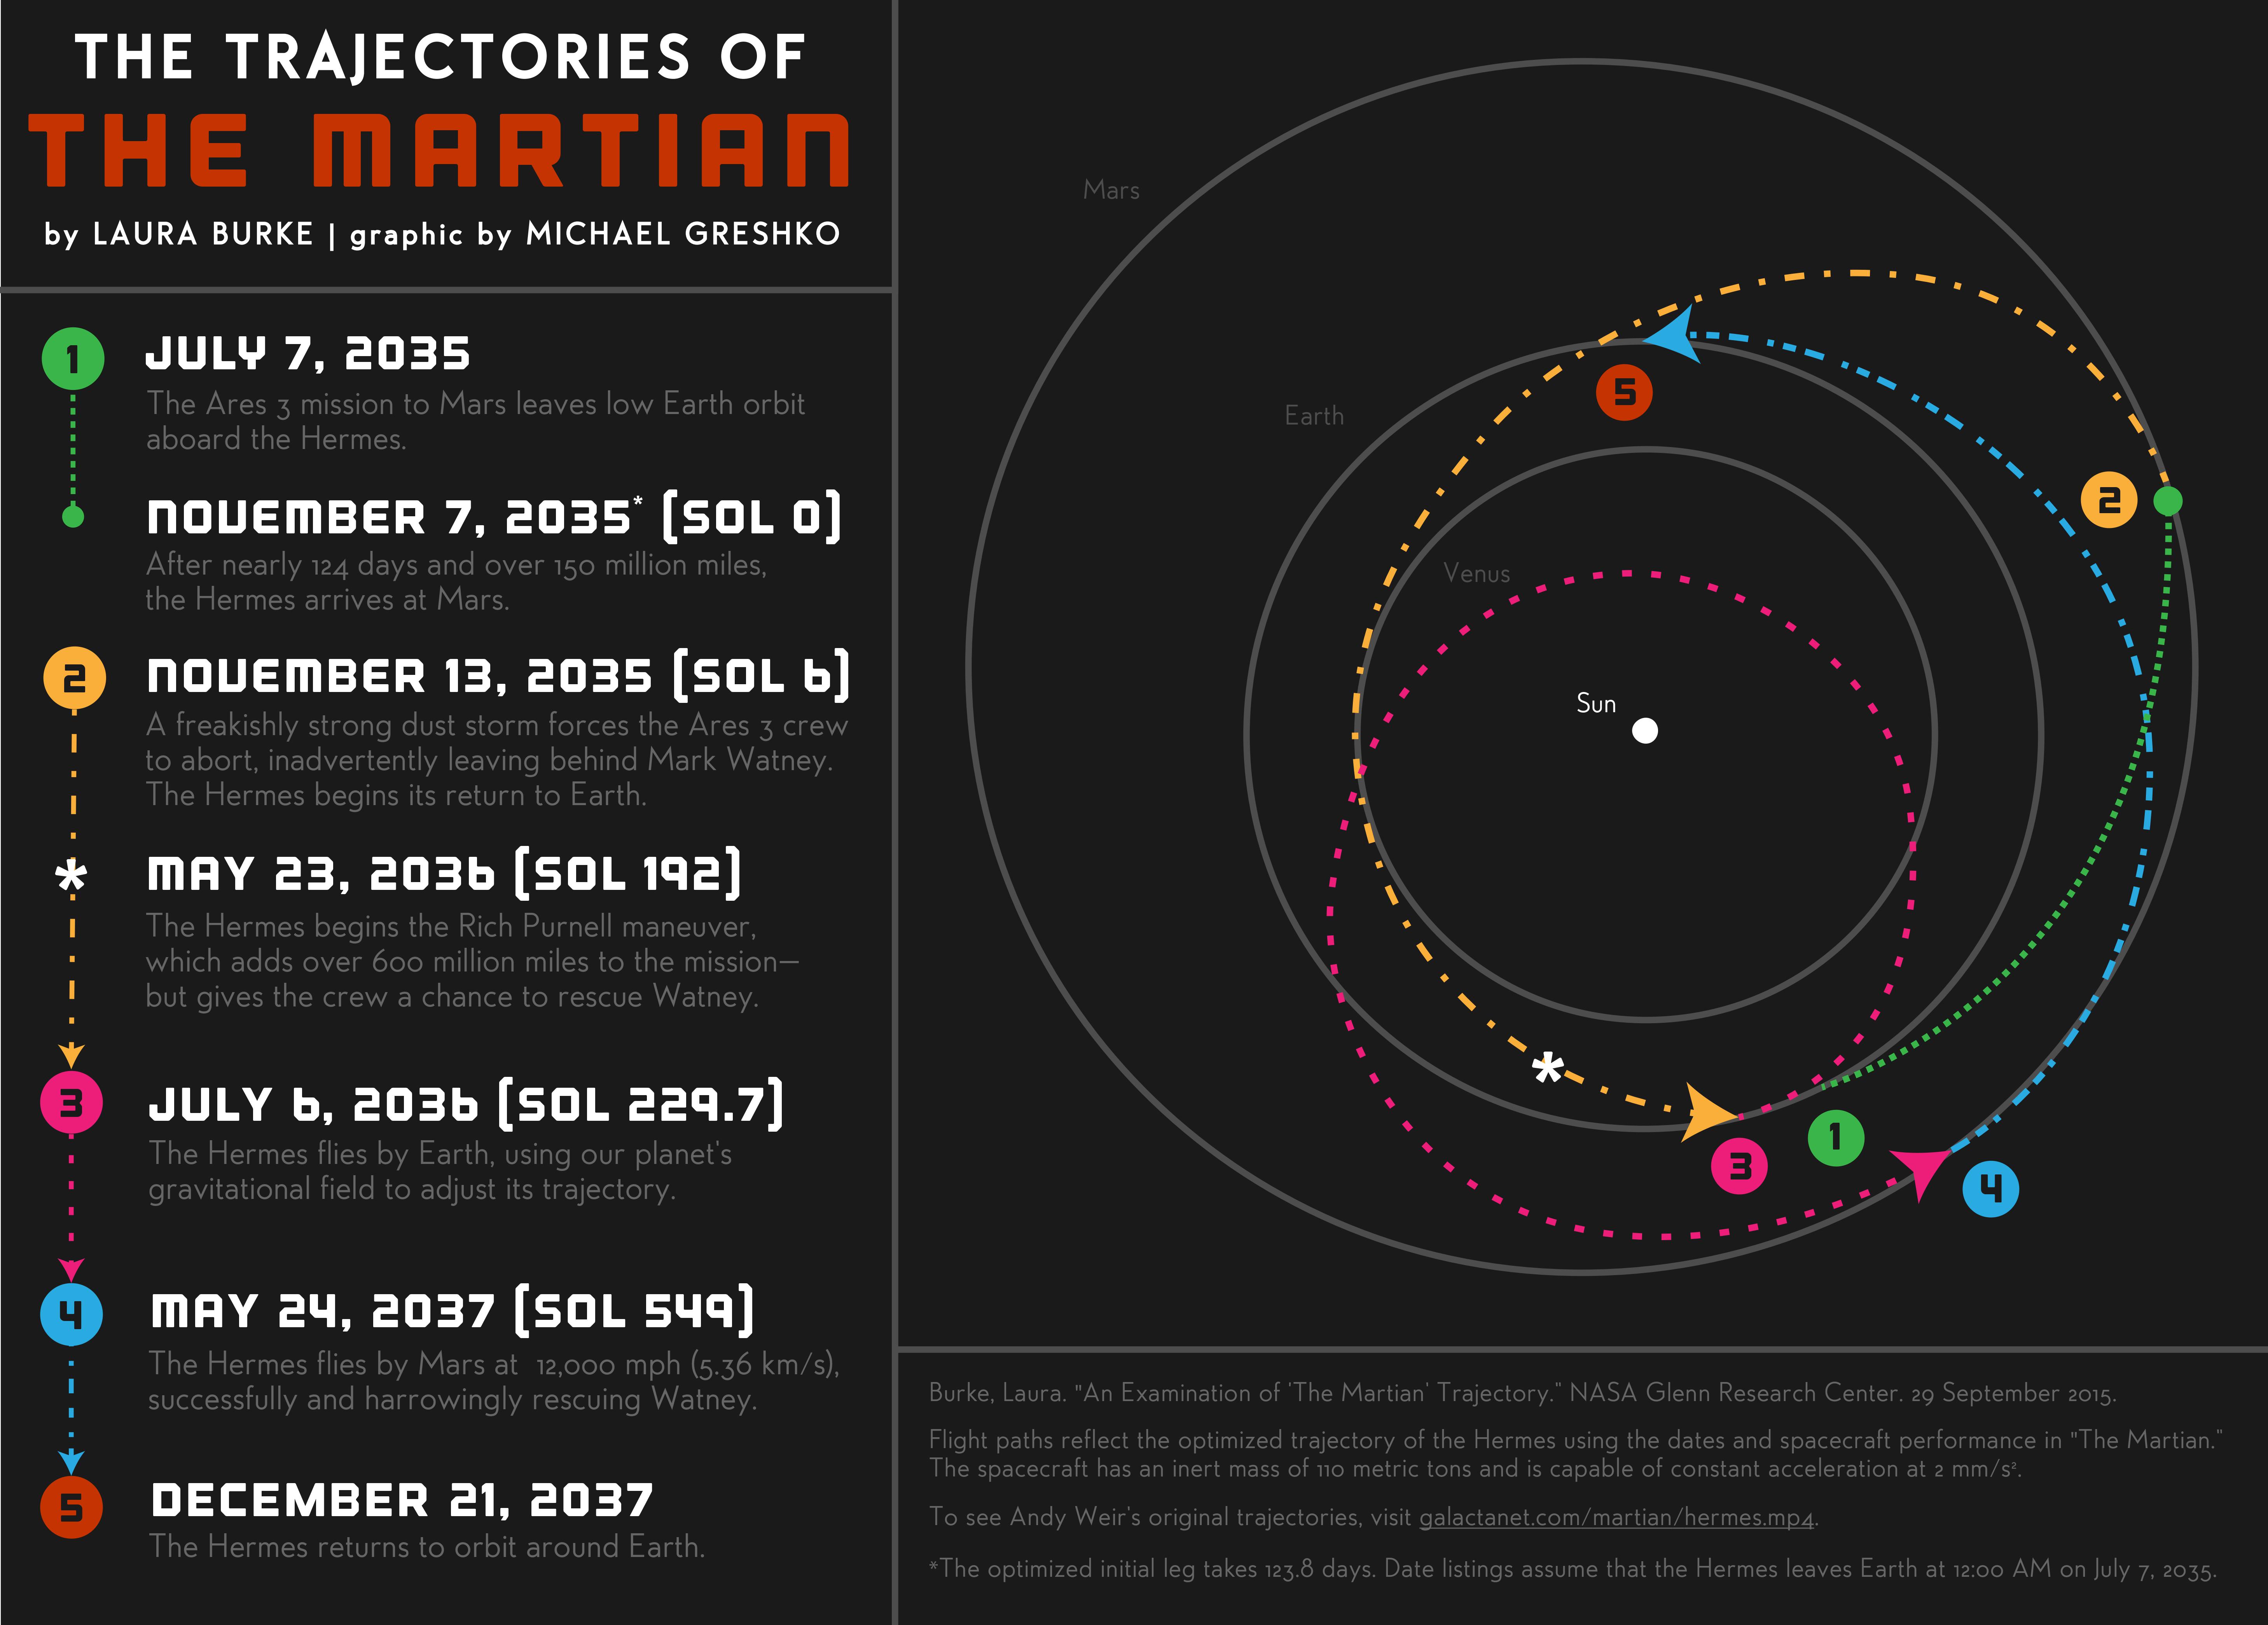 THE TRAJECTORIES OF
THE MARTIAN
by LAURA BURKE | graphic by MICHAEL GRESHKO
1
JULY 7, 2035
The Ares 3 mission to Mars leaves low Earth orbit
aboard the Hermes.
NOVEMBER 7, 2035* [SOL 0]
After nearly 124 days and over 150 million miles,
the Hermes arrives at Mars.
2
NOVEMBER 13, 2035 [SOL 6]
A freakishly strong dust storm forces the Ares 3 crew
to abort, inadvertently leaving behind Mark Watney.
The Hermes begins its return to Earth.
*
MAY 23, 2036 [SOL 192]
The Hermes begins the Rich Purnell maneuver,
which adds over 600 million miles to the mission—
but gives the crew a chance to rescue Watney.
3
JULY 6, 2036 [SOL 229.7]
The Hermes flies by Earth, using our planet's
gravitational field to adjust its trajectory.
4
MAY 24, 2037 [SOL 549]
The Hermes flies by Mars at 12,000 mph (5.36 km/s),
successfully and harrowingly rescuing Watney.
5
DECEMBER 21, 2037
The Hermes returns to orbit around Earth.
Mars
Earth
Venus
Sun
5
2
*
3
1
4
Burke, Laura. "An Examination of 'The Martian' Trajectory." NASA Glenn Research Center. 29 September 2015.
Flight paths reflect the optimized trajectory of the Hermes using the dates and spacecraft performance in "The Martian."
The spacecraft has an inert mass of 110 metric tons and is capable of constant acceleration at 2 mm/s².
To see Andy Weir's original trajectories, visit galactanet.com/martian/hermes.mp4.
*The optimized initial leg takes 123.8 days. Date listings assume that the Hermes leaves Earth at 12:00 AM on July 7, 2035.